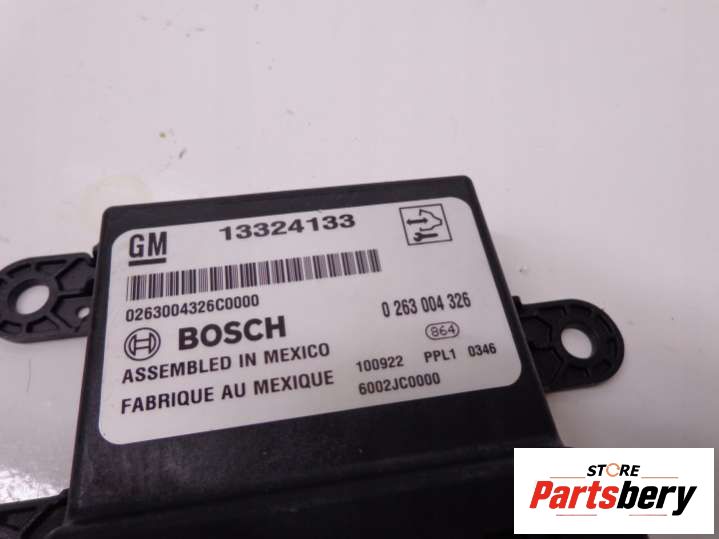 GM 13324133
0263004326C0000
0 263 004 326
BOSCH
864
ASSEMBLED IN MEXICO
100922 PPL1 0346
FABRIQUE AU MEXIQUE
6002JC0000
STORE
Partsbery